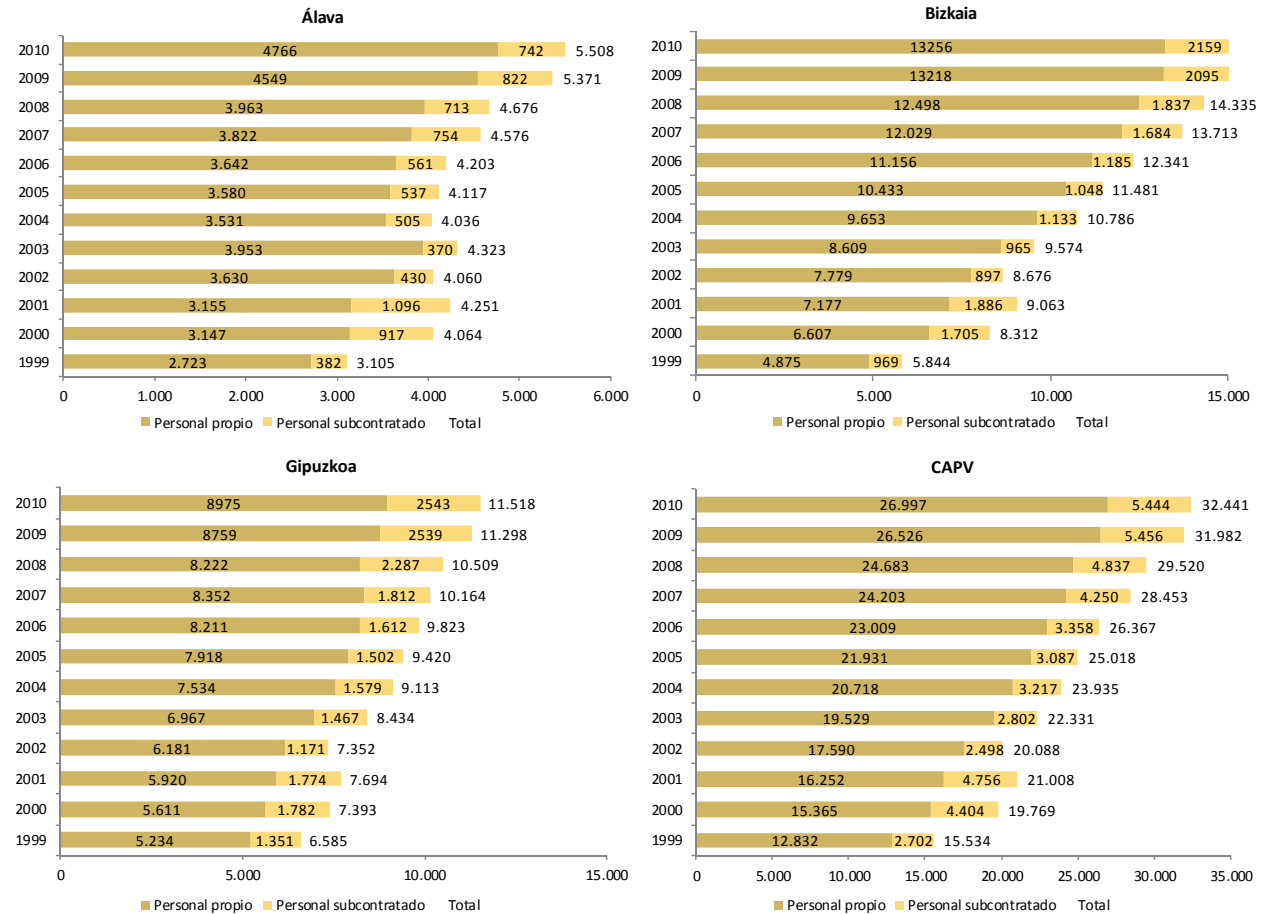 Álava
2010 4766 742 5.508
2009 4549 822 5.371
2008 3.963 713 4.676
2007 3.822 754 4.576
2006 3.642 561 4.203
2005 3.580 537 4.117
2004 3.531 505 4.036
2003 3.953 370 4.323
2002 3.630 430 4.060
2001 3.155 1.096 4.251
2000 3.147 917 4.064
1999 2.723 382 3.105
0 1.000 2.000 3.000 4.000 5.000 6.000
Personal propio Personal subcontratado Total
Bizkaia
2010 13256 2159
2009 13218 2095
2008 12.498 1.837 14.335
2007 12.029 1.684 13.713
2006 11.156 1.185 12.341
2005 10.433 1.048 11.481
2004 9.653 1.133 10.786
2003 8.609 965 9.574
2002 7.779 897 8.676
2001 7.177 1.886 9.063
2000 6.607 1.705 8.312
1999 4.875 969 5.844
0 5.000 10.000 15.000
Personal propio Personal subcontratado Total
Gipuzkoa
2010 8975 2543 11.518
2009 8759 2539 11.298
2008 8.222 2.287 10.509
2007 8.352 1.812 10.164
2006 8.211 1.612 9.823
2005 7.918 1.502 9.420
2004 7.534 1.579 9.113
2003 6.967 1.467 8.434
2002 6.181 1.171 7.352
2001 5.920 1.774 7.694
2000 5.611 1.782 7.393
1999 5.234 1.351 6.585
0 5.000 10.000 15.000
Personal propio Personal subcontratado Total
CAPV
2010 26.997 5.444 32.441
2009 26.526 5.456 31.982
2008 24.683 4.837 29.520
2007 24.203 4.250 28.453
2006 23.009 3.358 26.367
2005 21.931 3.087 25.018
2004 20.718 3.217 23.935
2003 19.529 2.802 22.331
2002 17.590 2.498 20.088
2001 16.252 4.756 21.008
2000 15.365 4.404 19.769
1999 12.832 2.702 15.534
0 5.000 10.000 15.000 20.000 25.000 30.000 35.000
Personal propio Personal subcontratado Total